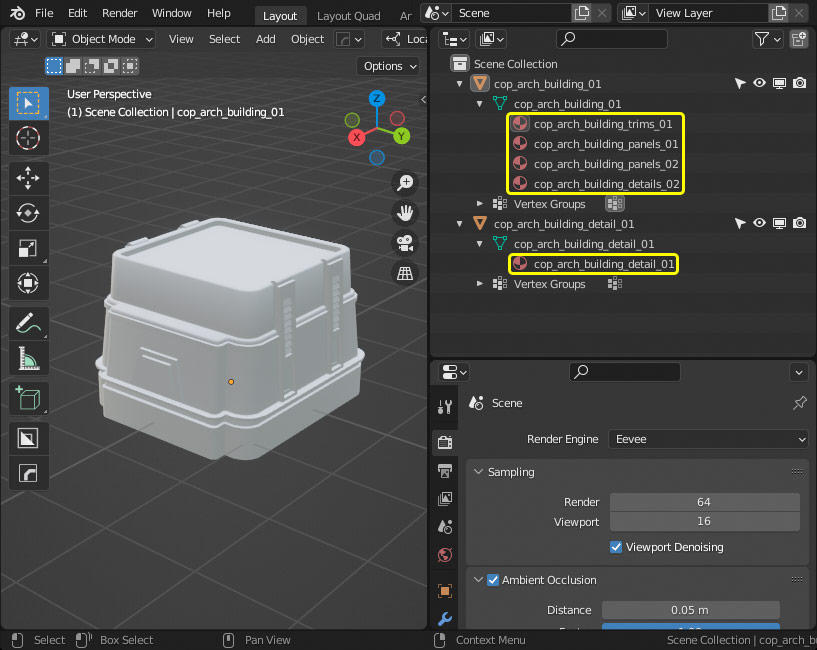 File Edit Render Window Help Layout Layout Quad Ar Scene View Layer
Object Mode View Select Add Object Loca
Options
User Perspective
(1) Scene Collection | cop_arch_building_01
Z
X
Y
Scene Collection
cop_arch_building_01
cop_arch_building_01
cop_arch_building_trims_01
cop_arch_building_panels_01
cop_arch_building_panels_02
cop_arch_building_details_02
Vertex Groups
cop_arch_building_detail_01
cop_arch_building_detail_01
cop_arch_building_detail_01
Vertex Groups
Scene
Render Engine Eevee
Sampling
Render 64
Viewport 16
Viewport Denoising
Ambient Occlusion
Distance 0.05 m
Select Box Select Pan View Context Menu Scene Collection | cop_arch_b